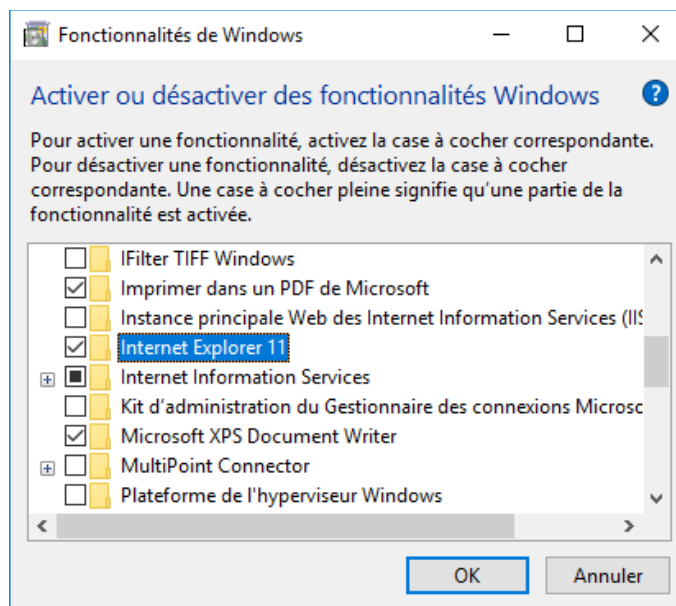 Fonctionnalités de Windows
Activer ou désactiver des fonctionnalités Windows
Pour activer une fonctionnalité, activez la case à cocher correspondante.
Pour désactiver une fonctionnalité, désactivez la case à cocher
correspondante. Une case à cocher pleine signifie qu'une partie de la
fonctionnalité est activée.
IFilter TIFF Windows
Imprimer dans un PDF de Microsoft
Instance principale Web des Internet Information Services (IIS
Internet Explorer 11
Internet Information Services
Kit d'administration du Gestionnaire des connexions Microsc
Microsoft XPS Document Writer
MultiPoint Connector
Plateforme de l'hyperviseur Windows
OK
Annuler